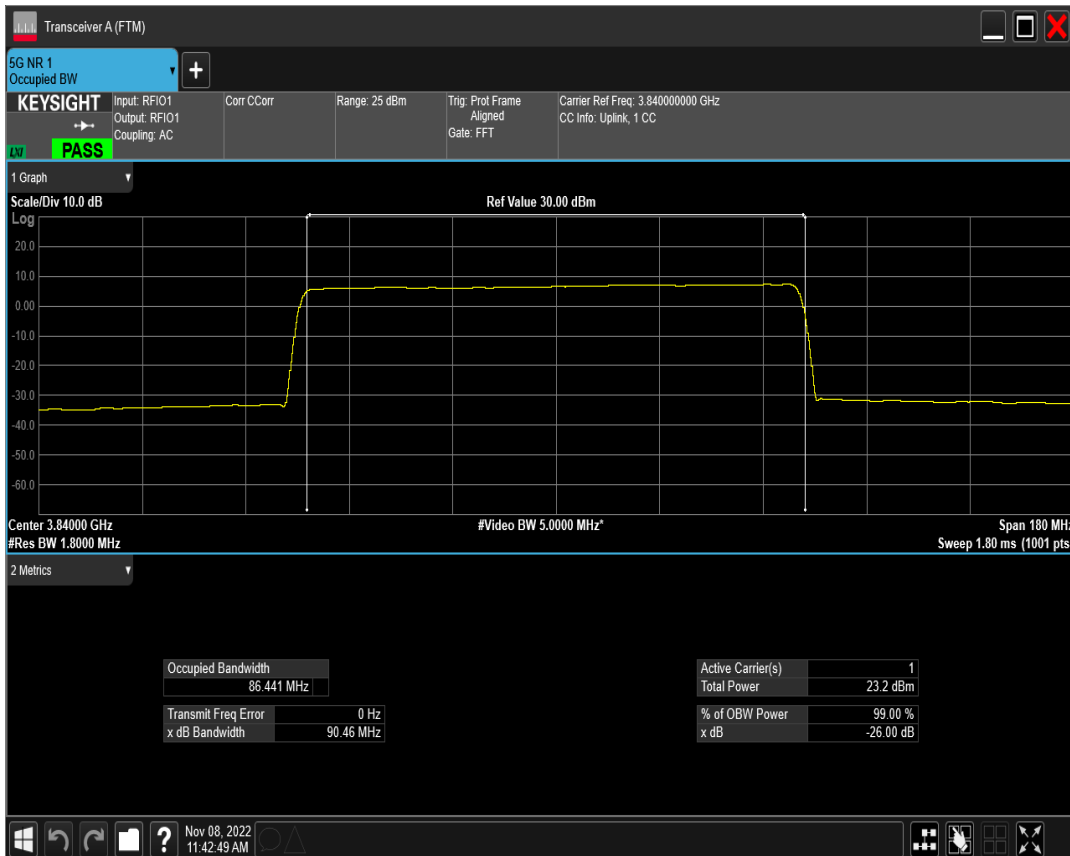 Transceiver A (FTM)
5G NR 1
Occupied BW
+
KEYSIGHT
LXI
PASS
Input: RFIO1
Output: RFIO1
Coupling: AC
Corr CCorr
Range: 25 dBm
Trig: Prot Frame
Aligned
Gate: FFT
Carrier Ref Freq: 3.840000000 GHz
CC Info: Uplink, 1 CC
1 Graph
Scale/Div 10.0 dB
Ref Value 30.00 dBm
Log
20.0
10.0
0.00
-10.0
-20.0
-30.0
-40.0
-50.0
-60.0
Center 3.84000 GHz
#Video BW 5.0000 MHz*
Span 180 MHz
#Res BW 1.8000 MHz
Sweep 1.80 ms (1001 pts
2 Metrics
Occupied Bandwidth
86.441 MHz
Transmit Freq Error 0 Hz
x dB Bandwidth 90.46 MHz
Active Carrier(s) 1
Total Power 23.2 dBm
% of OBW Power 99.00 %
x dB -26.00 dB
?
Nov 08, 2022
11:42:49 AM